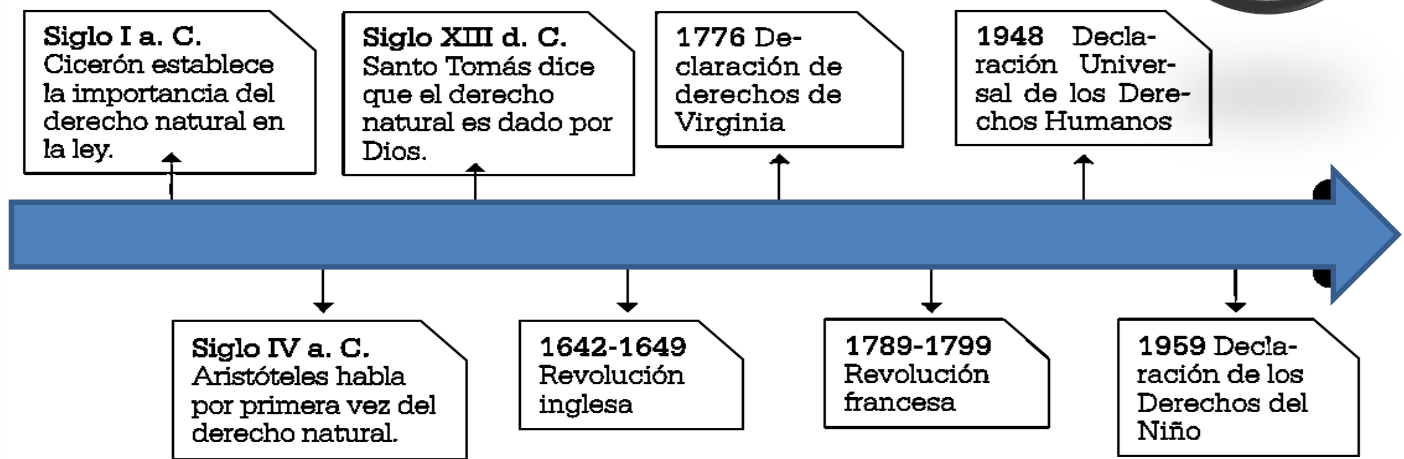 Siglo I a. C.
Cicerón establece
la importancia del
derecho natural en
la ley.
Siglo XIII d. C.
Santo Tomás dice
que el derecho
natural es dado por
Dios.
1776 De-
claración de
derechos de
Virginia
1948 Decla-
ración Univer-
sal de los Dere-
chos Humanos
Siglo IV a. C.
Aristóteles habla
por primera vez del
derecho natural.
1642-1649
Revolución
inglesa
1789-1799
Revolución
francesa
1959 Decla-
ración de los
Derechos del
Niño